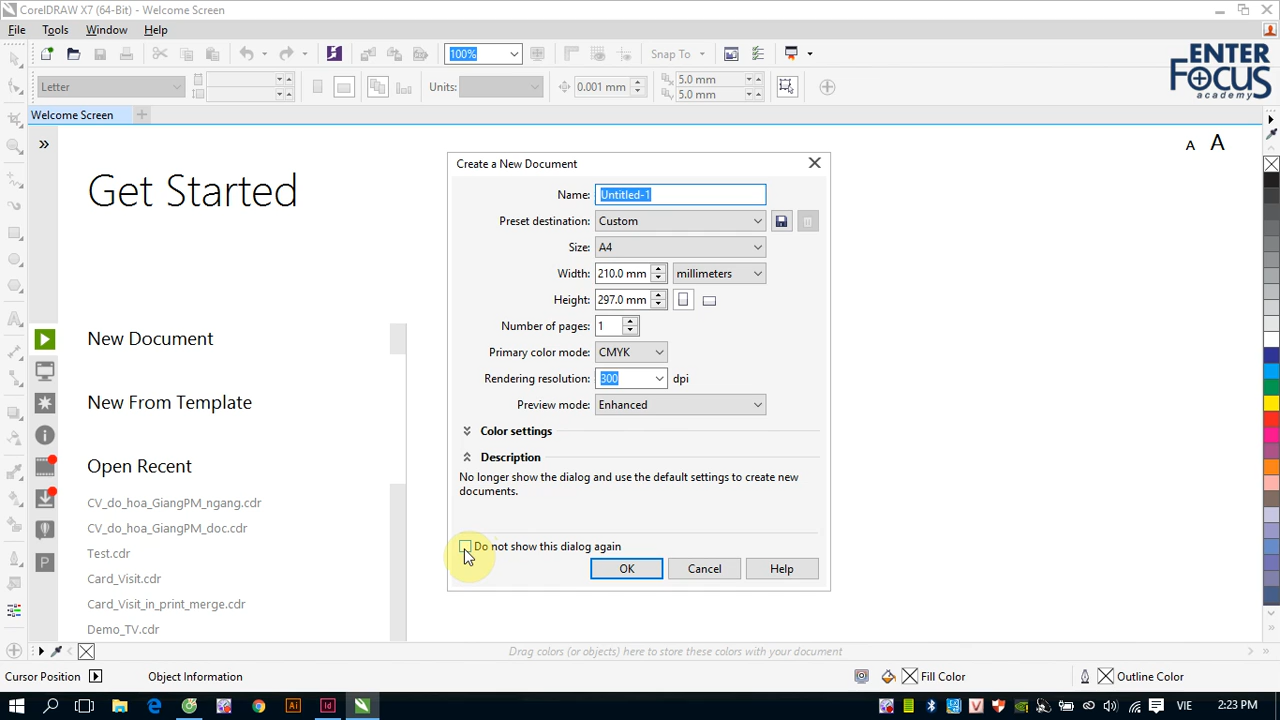 CorelDRAW X7 (64-Bit) - Welcome Screen
File Tools Window Help
100% Snap To
ENTER
FOCUS
academy
Letter Units: 0.001 mm 5.0 mm
5.0 mm
Welcome Screen
A A
Get Started
New Document
New From Template
Open Recent
CV_do_hoa_GiangPM_ngang.cdr
CV_do_hoa_GiangPM_doc.cdr
Test.cdr
Card_Visit.cdr
Card_Visit_in_print_merge.cdr
Demo_TV.cdr
Create a New Document
Name: Untitled-1
Preset destination: Custom
Size: A4
Width: 210.0 mm millimeters
Height: 297.0 mm
Number of pages: 1
Primary color mode: CMYK
Rendering resolution: 300 dpi
Preview mode: Enhanced
Color settings
Description
No longer show the dialog and use the default settings to create new
documents.
Do not show this dialog again
OK Cancel Help
Drag colors (or objects) here to store these colors with your document
Cursor Position Object Information Fill Color Outline Color
VIE 2:23 PM